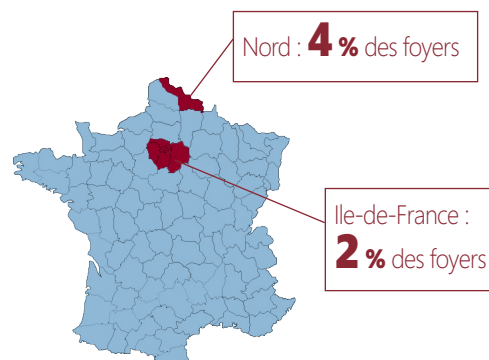 Nord : 4 % des foyers
Ile-de-France :
2 % des foyers